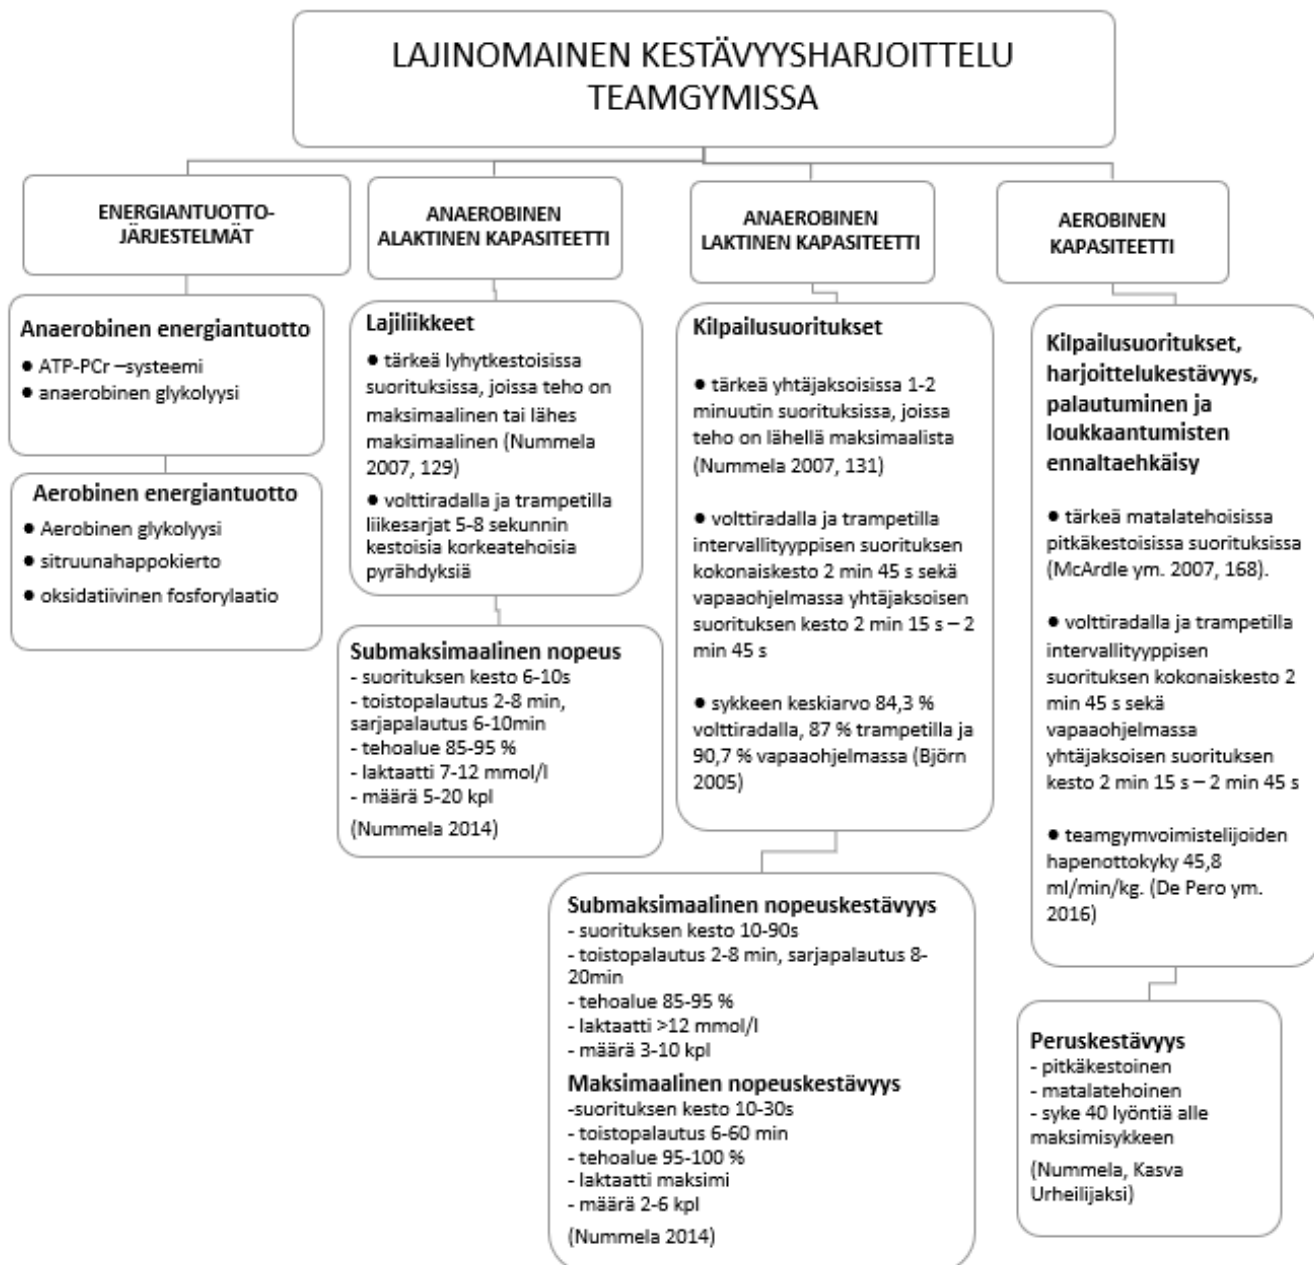 LAJINOMAINEN KESTÄVYYSHARJOITTELU
TEAMGYMISSA
ENERGIANTUOTTO-
JÄRJESTELMÄT
Anaerobinen energiantuotto
● ATP-PCr –systeemi
● anaerobinen glykolyysi
Aerobinen energiantuotto
● Aerobinen glykolyysi
● sitruunahappokierto
● oksidatiivinen fosforylaatio
ANAEROBINEN
ALAKTINEN KAPASITEETTI
Lajiliikkeet
● tärkeä lyhytkestoisissa
suorituksissa, joissa teho on
maksimaalinen tai lähes
maksimaalinen (Nummela
2007, 129)
● volttiradalla ja trampetilla
liikesarjat 5-8 sekunnin
kestoisia korkeatehoisia
pyrähdyksiä
Submaksimaalinen nopeus
- suorituksen kesto 6-10s
- toistopalautus 2-8 min,
sarjapalautus 6-10min
- tehoalue 85-95 %
- laktaatti 7-12 mmol/l
- määrä 5-20 kpl
(Nummela 2014)
ANAEROBINEN
LAKTINEN KAPASITEETTI
Kilpailusuoritukset
● tärkeä yhtäjaksoisissa 1-2
minuutin suorituksissa, joissa
teho on lähellä maksimaalista
(Nummela 2007, 131)
● volttiradalla ja trampetilla
intervallityyppisen suorituksen
kokonaiskesto 2 min 45 s sekä
vapaaohjelmassa yhtäjaksoisen
suorituksen kesto 2 min 15 s – 2
min 45 s
● sykkeen keskiarvo 84,3 %
volttiradalla, 87 % trampetilla ja
90,7 % vapaaohjelmassa (Björn
2005)
Submaksimaalinen nopeuskestävyys
- suorituksen kesto 10-90s
- toistopalautus 2-8 min, sarjapalautus 8-
20min
- tehoalue 85-95 %
- laktaatti >12 mmol/l
- määrä 3-10 kpl
Maksimaalinen nopeuskestävyys
-suorituksen kesto 10-30s
- toistopalautus 6-60 min
- tehoalue 95-100 %
- laktaatti maksimi
- määrä 2-6 kpl
(Nummela 2014)
AEROBINEN
KAPASITEETTI
Kilpailusuoritukset,
harjoittelukestävyys,
palautuminen ja
loukkaantumisten
ennaltaehkäisy
● tärkeä matalatehoisissa
pitkäkestoisissa suorituksissa
(McArdle ym. 2007, 168).
● volttiradalla ja trampetilla
intervallityyppisen
suorituksen kokonaiskesto 2
min 45 s sekä
vapaaohjelmassa
yhtäjaksoisen suorituksen
kesto 2 min 15 s – 2 min 45 s
● teamgymvoimistelijoiden
hapenottokyky 45,8
ml/min/kg. (De Pero ym.
2016)
Peruskestävyys
- pitkäkestoinen
- matalatehoinen
- syke 40 lyöntiä alle
maksimisykkeen
(Nummela, Kasva
Urheilijaksi)